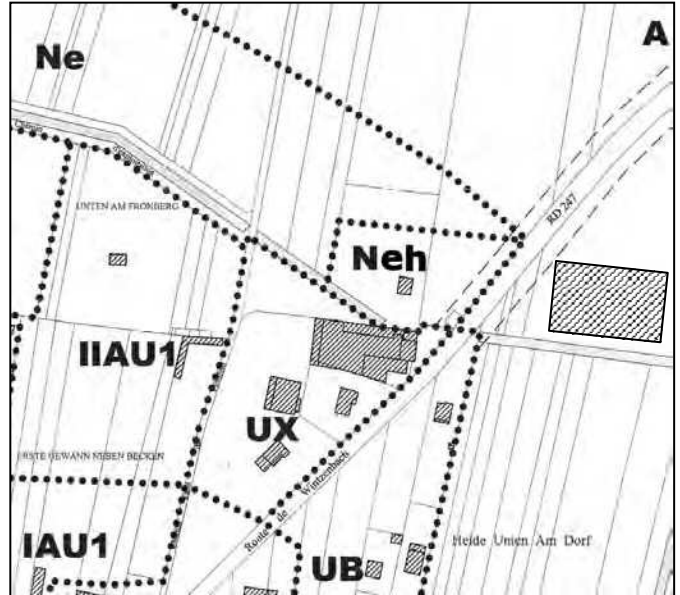 A
Ne
Chemin
UNTEN AM FRONBERG
RD 247
Neh
IIAU1
UX
ERSTE GEWANN NEBEN BECKEN
Route de Wintzenbach
IAU1
UB
Heide Unten Am Dorf